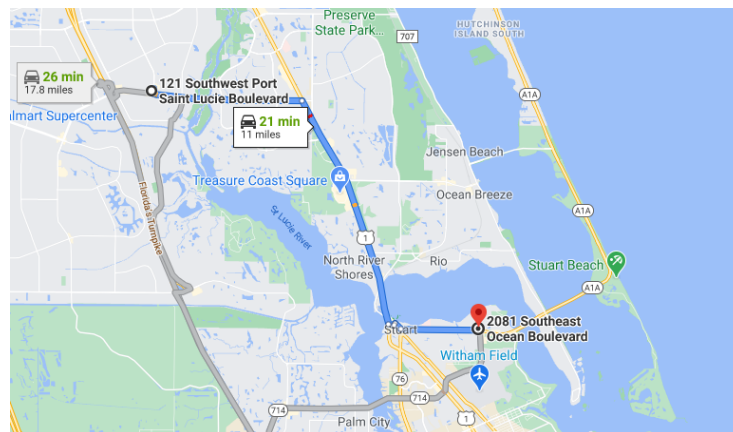 Preserve
State Park...
HUTCHINSON
ISLAND SOUTH
707
26 min
17.8 miles
121 Southwest Port
Saint Lucie Boulevard
A1A
almart Supercenter
21 min
11 miles
Jensen Beach
Treasure Coast Square
Ocean Breeze
Florida's Turnpike
St Lucie River
A1A
1
North River
Shores
Rio
Stuart Beach
A1A
Stuart
2081 Southeast
Ocean Boulevard
Witham Field
76
714
714
Palm City
1